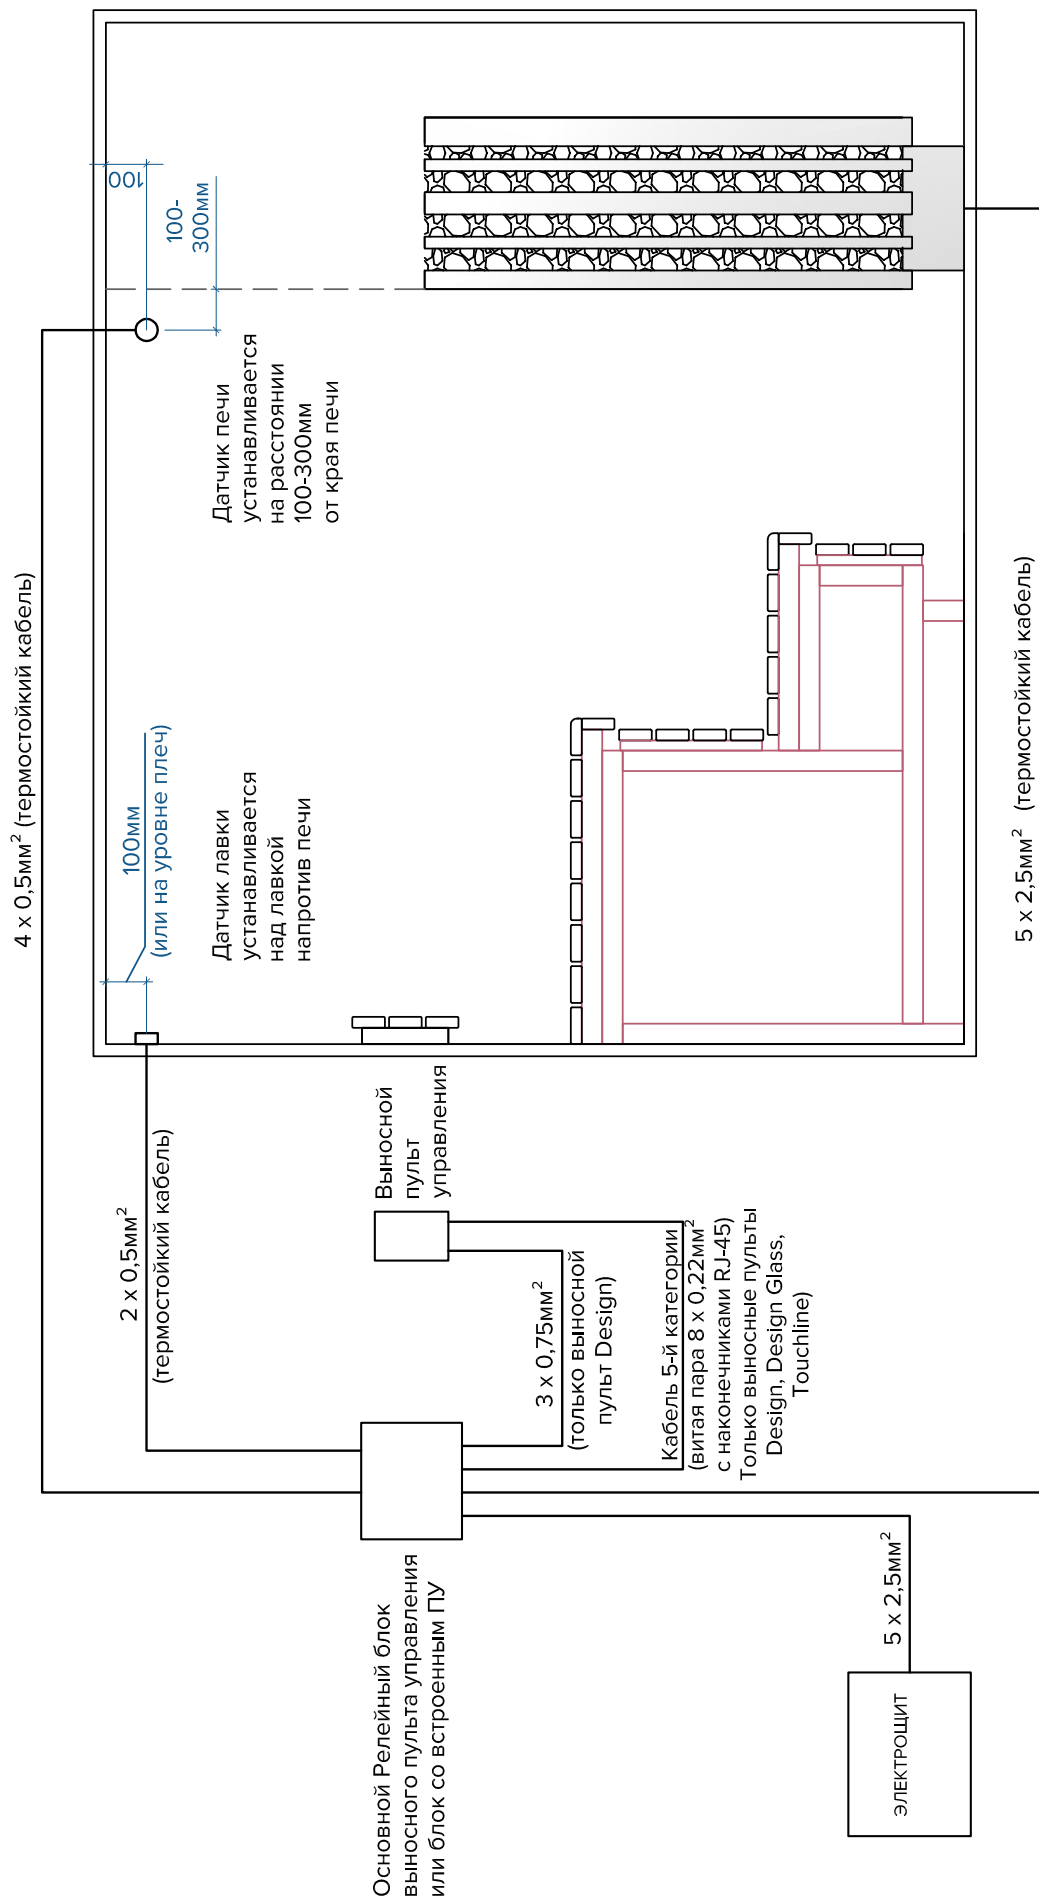 4 x 0,5мм² (термостойкий кабель)
100
100-
300мм
Датчик печи
устанавливается
на расстоянии
100-300мм
от края печи
100мм
(или на уровне плеч)
Датчик лавки
устанавливается
над лавкой
напротив печи
2 x 0,5мм²
(термостойкий кабель)
Выносной
пульт
управления
3 x 0,75мм²
(только выносной
пульт Design)
Кабель 5-й категории
(витая пара 8 x 0,22мм²
с наконечниками RJ-45)
Только выносные пульты
Design, Design Glass,
Touchline)
Основной Релейный блок
выносного пульта управления
или блок со встроенным ПУ
5 x 2,5мм²
ЭЛЕКТРОЩИТ
5 x 2,5мм² (термостойкий кабель)